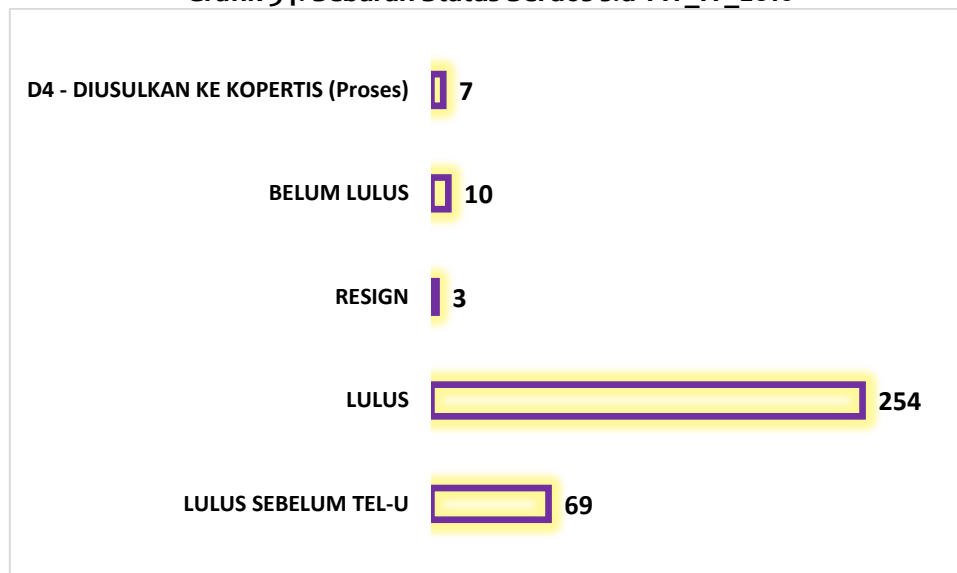 D4 - DIUSULKAN KE KOPERTIS (Proses) 7
BELUM LULUS 10
RESIGN 3
LULUS 254
LULUS SEBELUM TEL-U 69